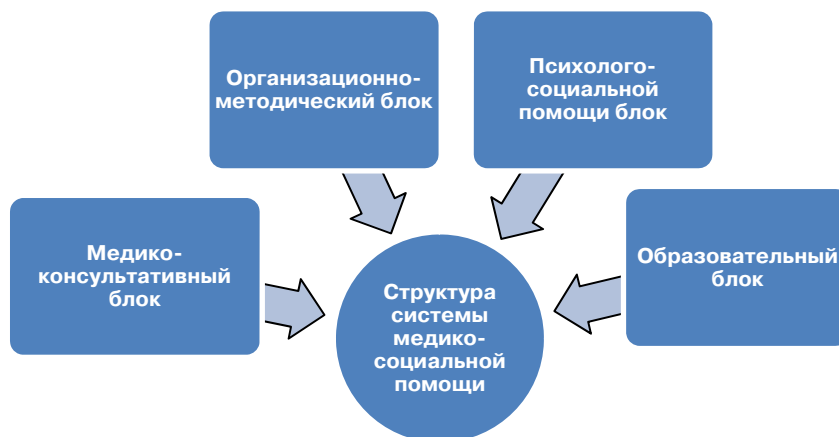 Организационно-
методический блок
Психолого-
социальной
помощи блок
Медико-
консультативный
блок
Образовательный
блок
Структура
системы
медико-
социальной
помощи